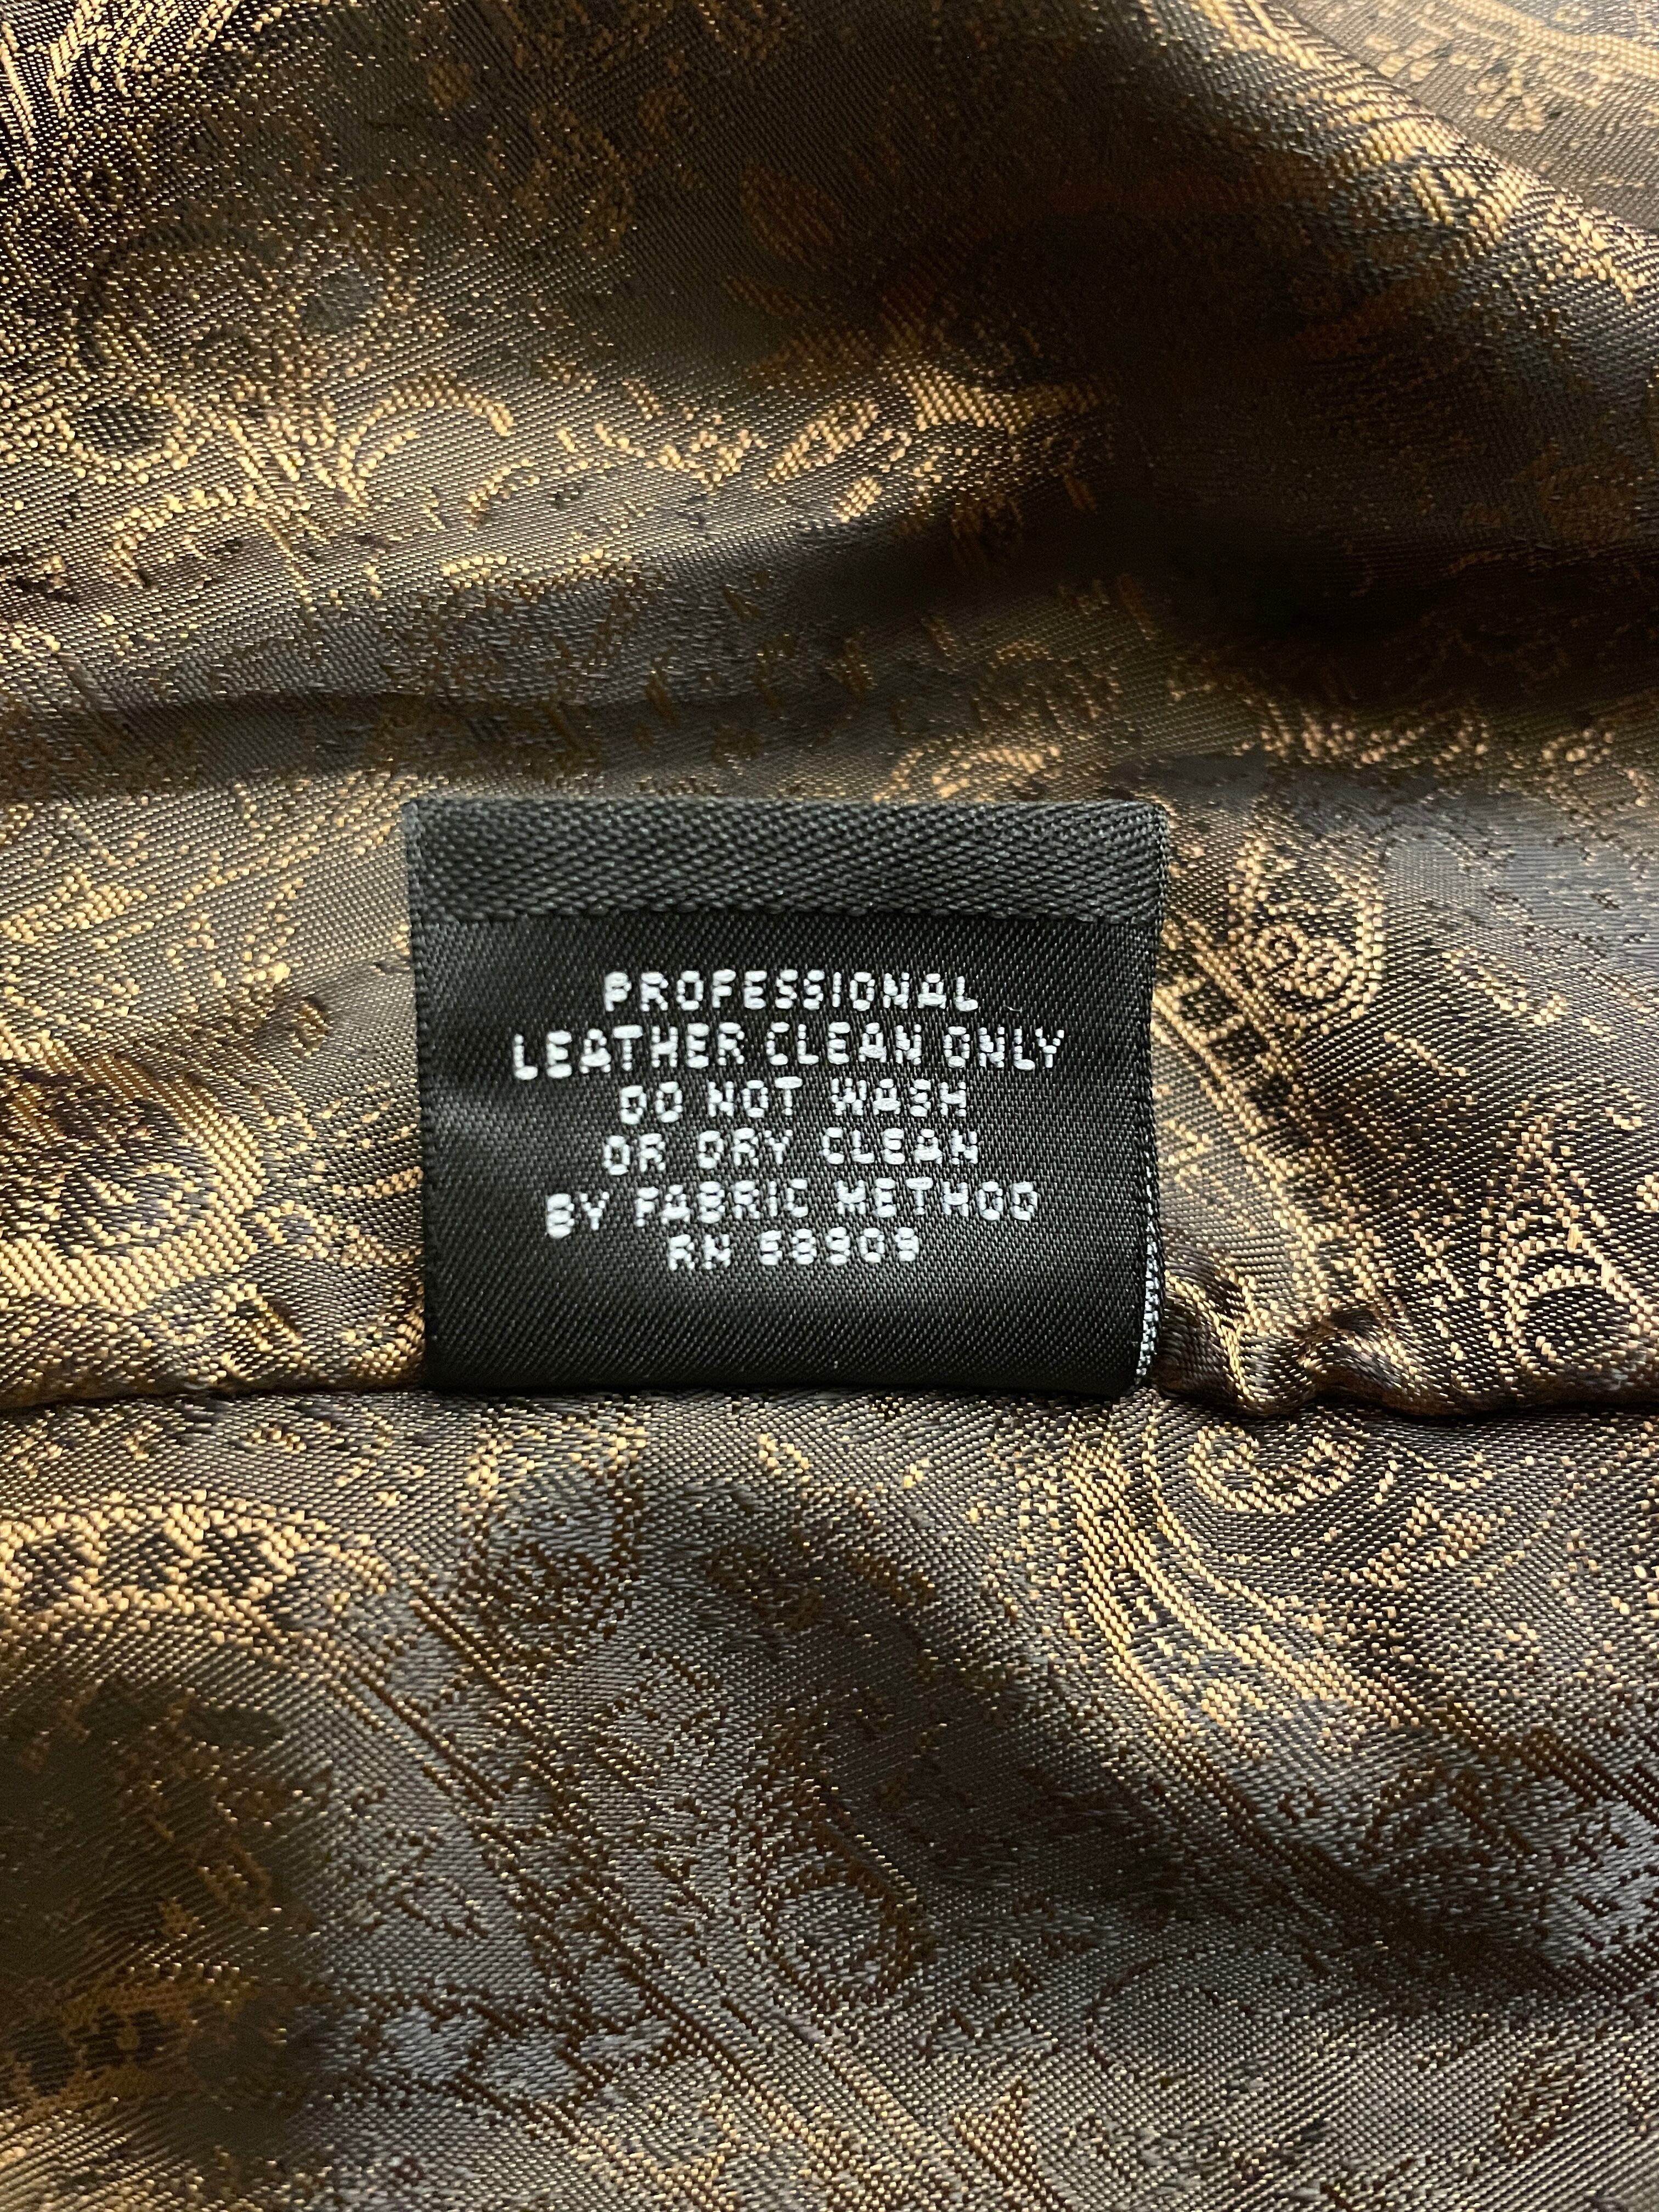 PROFESSIONAL
LEATHER CLEAN ONLY
DO NOT WASH
OR DRY CLEAN
BY FABRIC METHOD
RN 58909